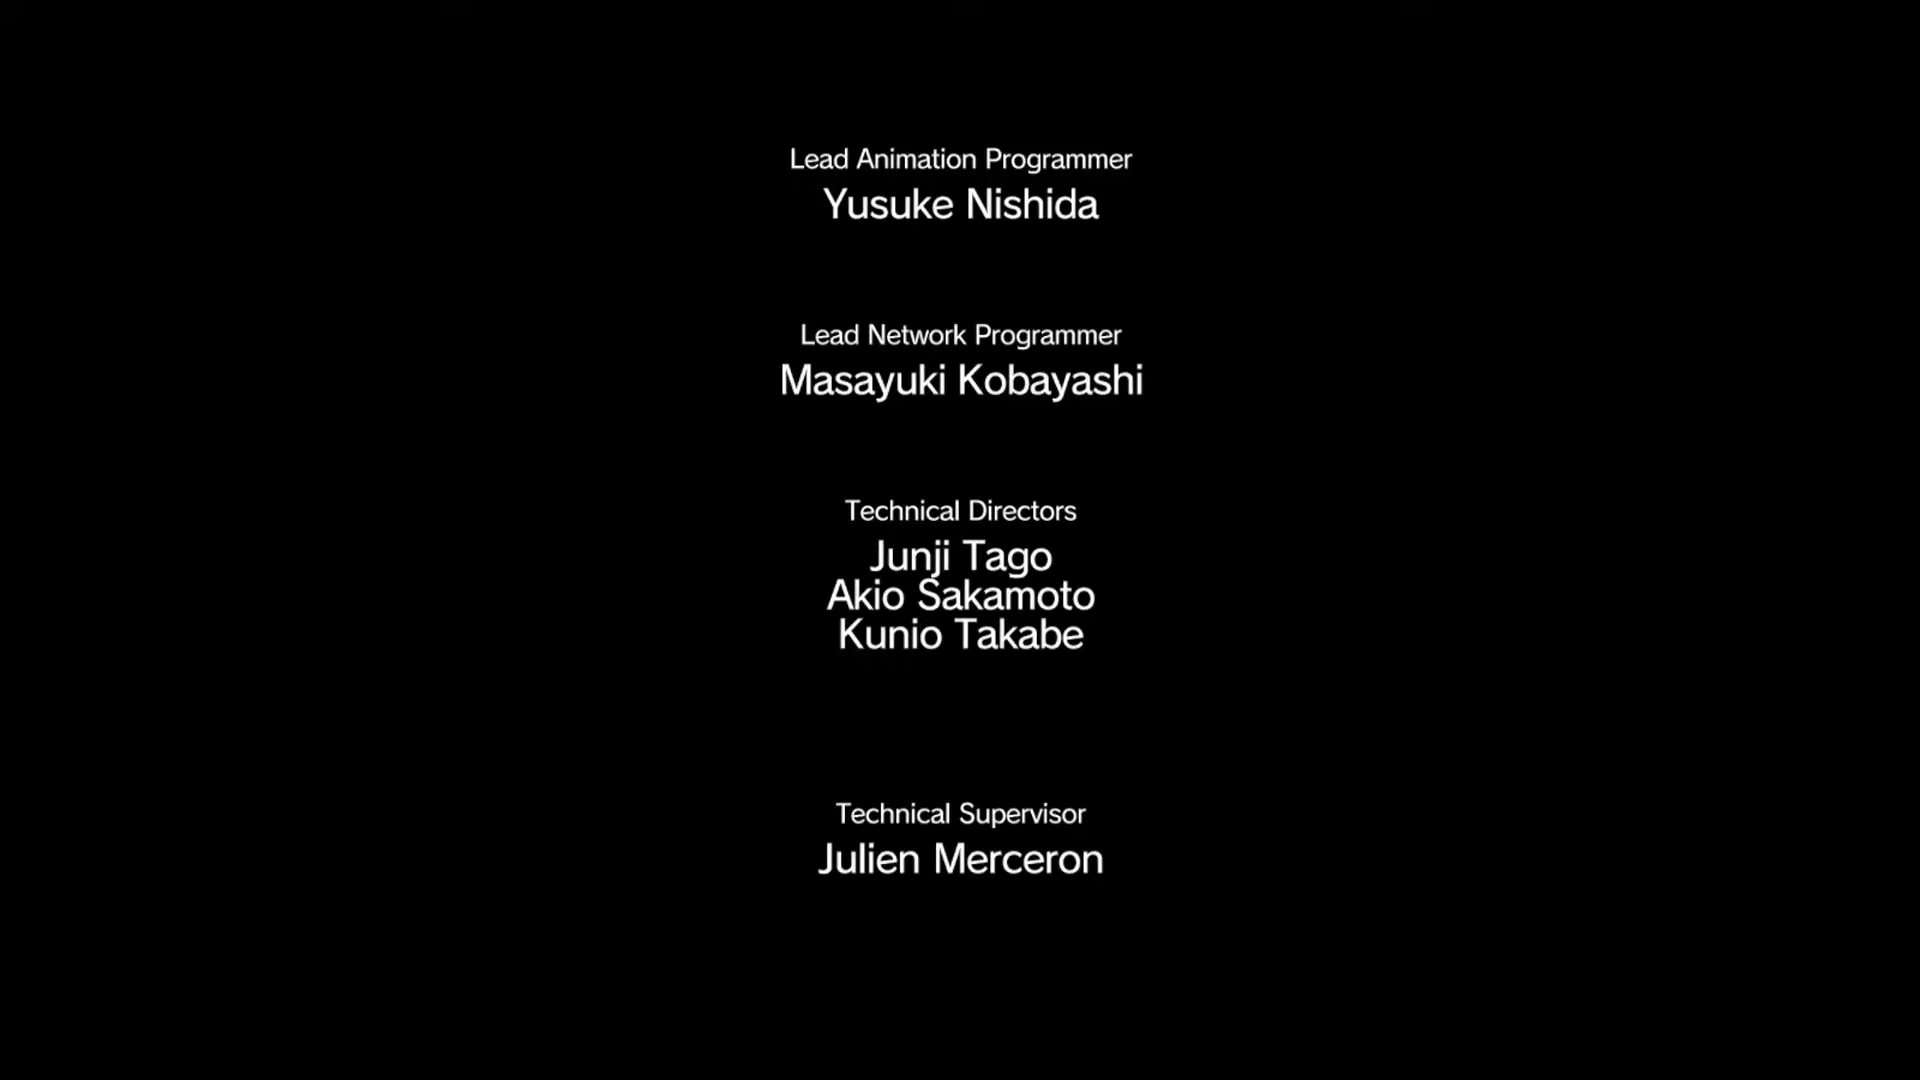 Lead Animation Programmer
Yusuke Nishida
Lead Network Programmer
Masayuki Kobayashi
Technical Directors
Junji Tago
Akio Sakamoto
Kunio Takabe
Technical Supervisor
Julien Merceron